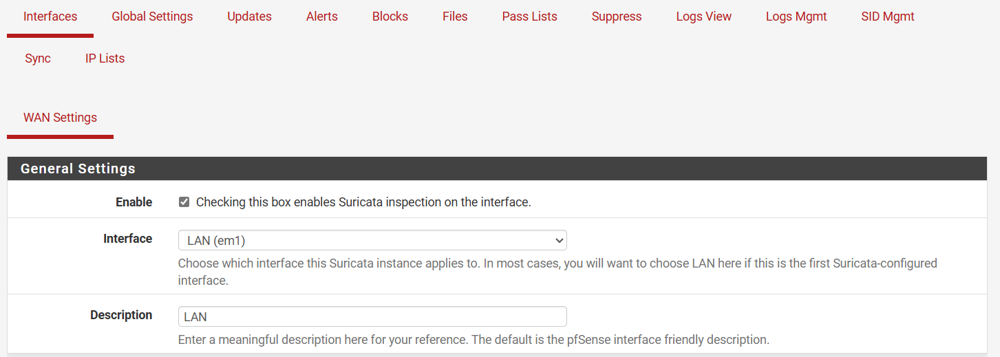 Interfaces Global Settings Updates Alerts Blocks Files Pass Lists Suppress Logs View Logs Mgmt SID Mgmt
Sync IP Lists
WAN Settings
General Settings
Enable Checking this box enables Suricata inspection on the interface.
Interface LAN (em1)
Choose which interface this Suricata instance applies to. In most cases, you will want to choose LAN here if this is the first Suricata-configured
interface.
Description LAN
Enter a meaningful description here for your reference. The default is the pfSense interface friendly description.